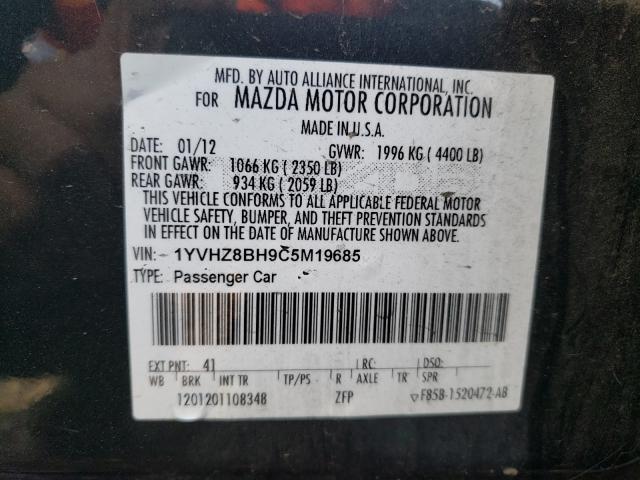 MFD. BY AUTO ALLIANCE INTERNATIONAL, INC.
FOR MAZDA MOTOR CORPORATION
MADE IN U.S.A.
DATE: 01/12 GVWR: 1996 KG ( 4400 LB)
FRONT GAWR: 1066 KG ( 2350 LB)
REAR GAWR: 934 KG ( 2059 LB)
THIS VEHICLE CONFORMS TO ALL APPLICABLE FEDERAL MOTOR
VEHICLE SAFETY, BUMPER, AND THEFT PREVENTION STANDARDS
IN EFFECT ON THE DATE OF MANUFACTURE SHOWN ABOVE.
VIN: 1YVHZ8BH9C5M19685
TYPE: Passenger Car
EXT PNT: 41 RC: DSO:
WB BRK INT TR TP/PS R AXLE TR SPR
1201201108348 ZFP F85B-1520472-AB